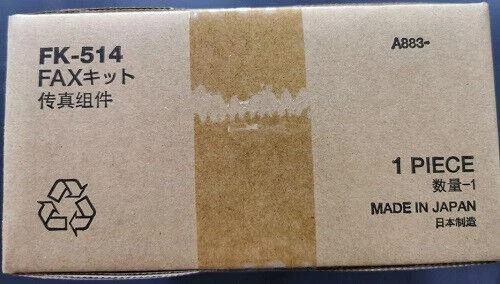 FK-514
FAXキット
传真组件
A883-
1 PIECE
数量-1
MADE IN JAPAN
日本制造